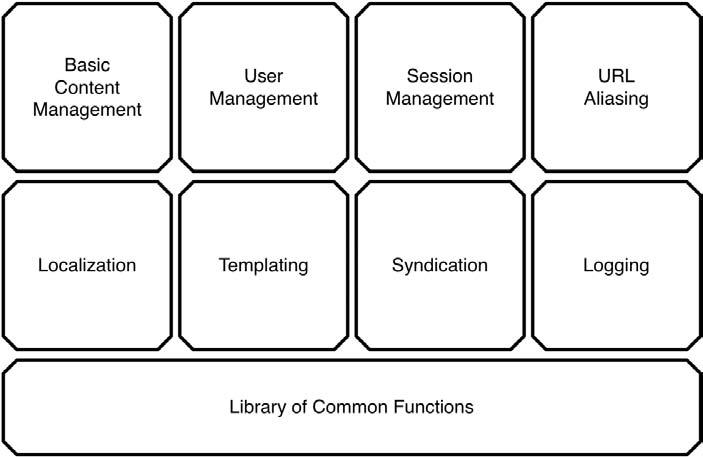 Basic
Content
Management
User
Management
Session
Management
URL
Aliasing
Localization
Templating
Syndication
Logging
Library of Common Functions